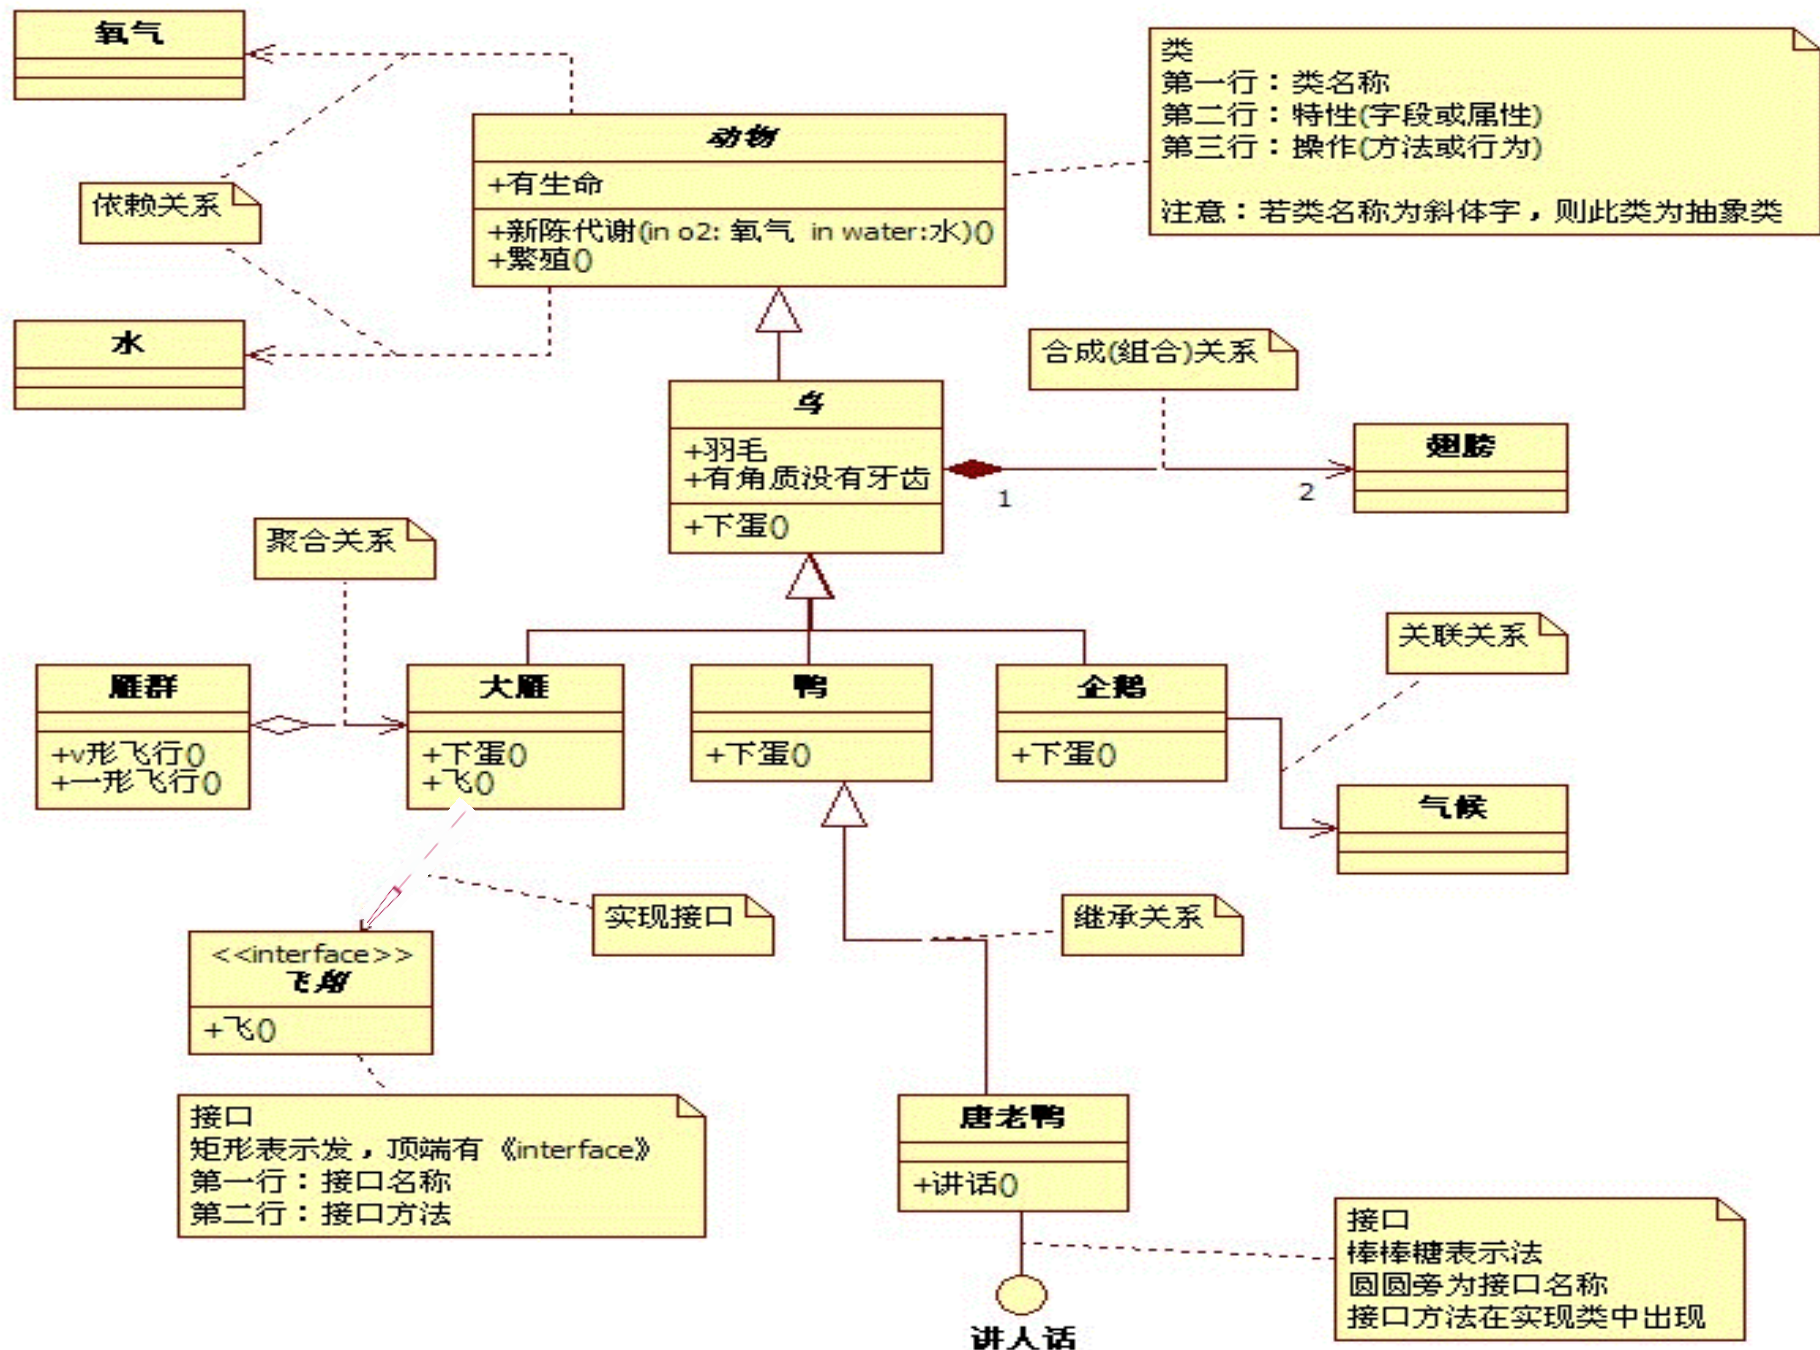 氧气
动物
+有生命
+新陈代谢(in o2: 氧气  in water:水)()
+繁殖()
类
第一行：类名称
第二行：特性(字段或属性)
第三行：操作(方法或行为)
注意：若类名称为斜体字，则此类为抽象类
依赖关系
水
鸟
+羽毛
+有角质没有牙齿
+下蛋()
合成(组合)关系
1
2
翅膀
聚合关系
关联关系
雁群
+v形飞行()
+一形飞行()
大雁
+下蛋()
+飞()
鸭
+下蛋()
企鹅
+下蛋()
气候
实现接口
继承关系
<<interface>>
飞翔
+飞()
接口
矩形表示发，顶端有《interface》
第一行：接口名称
第二行：接口方法
唐老鸭
+讲话()
讲人话
接口
棒棒糖表示法
圆圆旁为接口名称
接口方法在实现类中出现